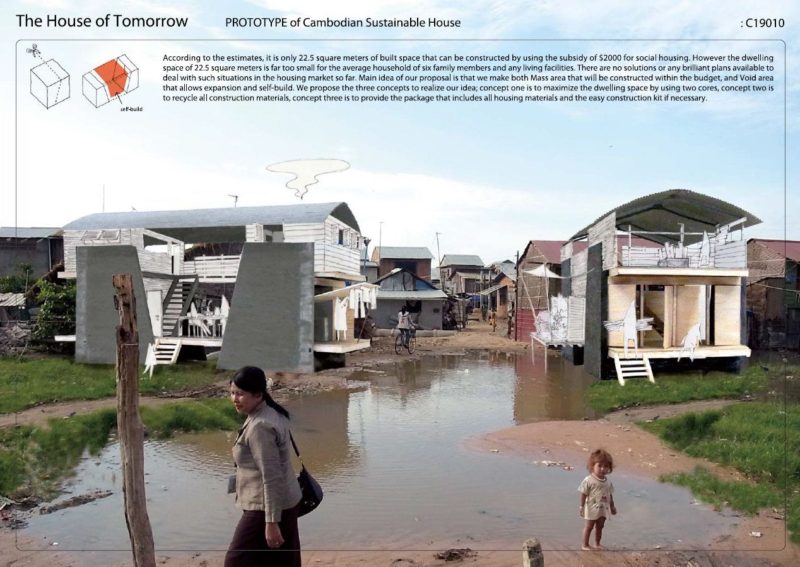 The House of Tomorrow PROTOTYPE of Cambodian Sustainable House : C19010
According to the estimates, it is only 22.5 square meters of built space that can be constructed by using the subsidy of $2000 for social housing. However the dwelling
space of 22.5 square meters is far too small for the average household of six family members and any living facilities. There are no solutions or any brilliant plans available to
deal with such situations in the housing market so far. Main idea of our proposal is that we make both Mass area that will be constructed within the budget, and Void area
that allows expansion and self-build. We propose the three concepts to realize our idea; concept one is to maximize the dwelling space by using two cores, concept two is
to recycle all construction materials, concept three is to provide the package that includes all housing materials and the easy construction kit if necessary.
self-build